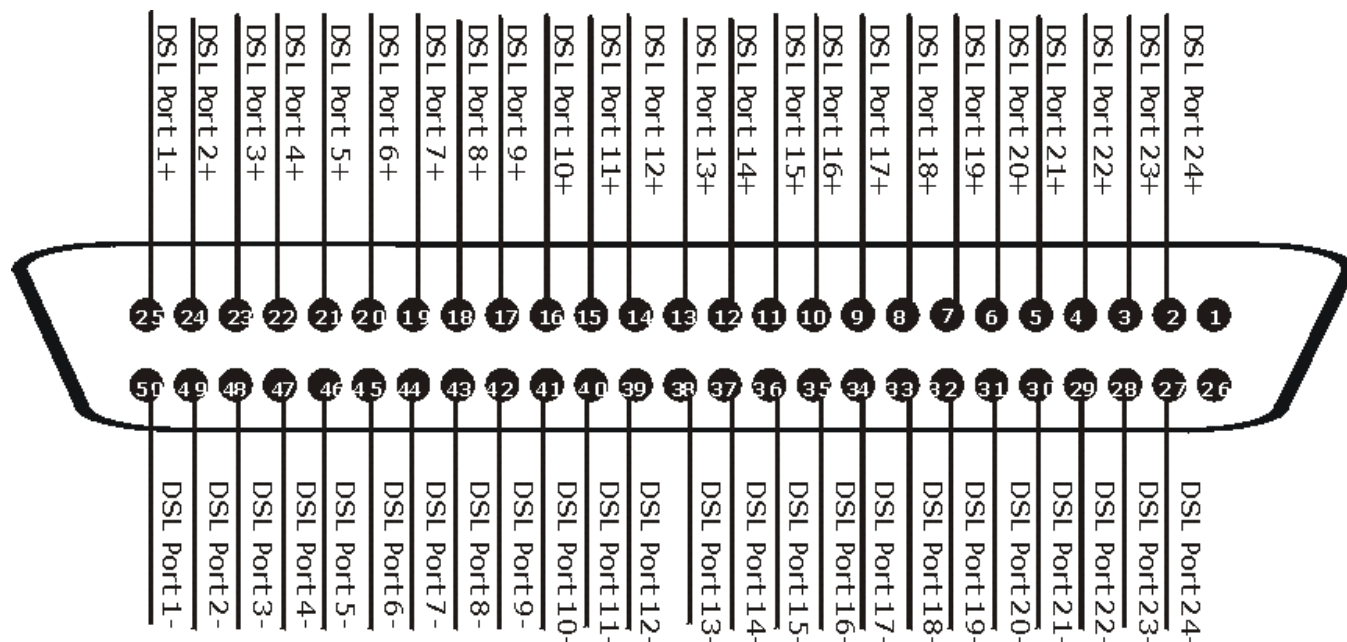 DSL Port 1+
DSL Port 2+
DSL Port 3+
DSL Port 4+
DSL Port 5+
DSL Port 6+
DSL Port 7+
DSL Port 8+
DSL Port 9+
DSL Port 10+
DSL Port 11+
DSL Port 12+
DSL Port 13+
DSL Port 14+
DSL Port 15+
DSL Port 16+
DSL Port 17+
DSL Port 18+
DSL Port 19+
DSL Port 20+
DSL Port 21+
DSL Port 22+
DSL Port 23+
DSL Port 24+
25 24 23 22 21 20 19 18 17 16 15 14 13 12 11 10 9 8 7 6 5 4 3 2 1
50 49 48 47 46 45 44 43 42 41 40 39 38 37 36 35 34 33 32 31 30 29 28 27 26
DSL Port 1-
DSL Port 2-
DSL Port 3-
DSL Port 4-
DSL Port 5-
DSL Port 6-
DSL Port 7-
DSL Port 8-
DSL Port 9-
DSL Port 10-
DSL Port 11-
DSL Port 12-
DSL Port 13-
DSL Port 14-
DSL Port 15-
DSL Port 16-
DSL Port 17-
DSL Port 18-
DSL Port 19-
DSL Port 20-
DSL Port 21-
DSL Port 22-
DSL Port 23-
DSL Port 24-